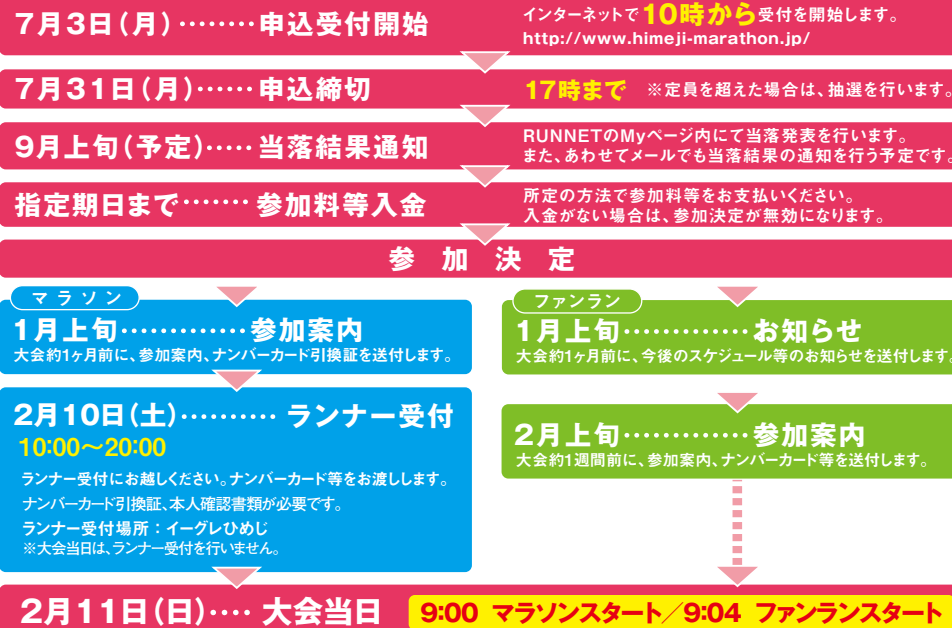 7月3日(月)………申込受付開始
インターネットで10時から受付を開始します。
http://www.himeji-marathon.jp/
7月31日(月)……申込締切
17時まで ※定員を超えた場合は、抽選を行います。
9月上旬(予定)……当落結果通知
RUNNETのMyページ内にて当落発表を行います。
また、あわせてメールでも当落結果の通知を行う予定です。
指定期日まで……参加料等入金
所定の方法で参加料等をお支払いください。
入金がない場合は、参加決定が無効になります。
参加決定
マラソン
1月上旬…………参加案内
大会約1ヶ月前に、参加案内、ナンバーカード引換証を送付します。
2月10日(土)………ランナー受付
10:00～20:00
ランナー受付にお越しください。ナンバーカード等をお渡しします。
ナンバーカード引換証、本人確認書類が必要です。
ランナー受付場所：イーグレひめじ
※大会当日は、ランナー受付を行いません。
ファンラン
1月上旬…………お知らせ
大会約1ヶ月前に、今後のスケジュール等のお知らせを送付します。
2月上旬…………参加案内
大会約1週間前に、参加案内、ナンバーカード等を送付します。
2月11日(日)……大会当日 9:00 マラソンスタート／9:04 ファンランスタート